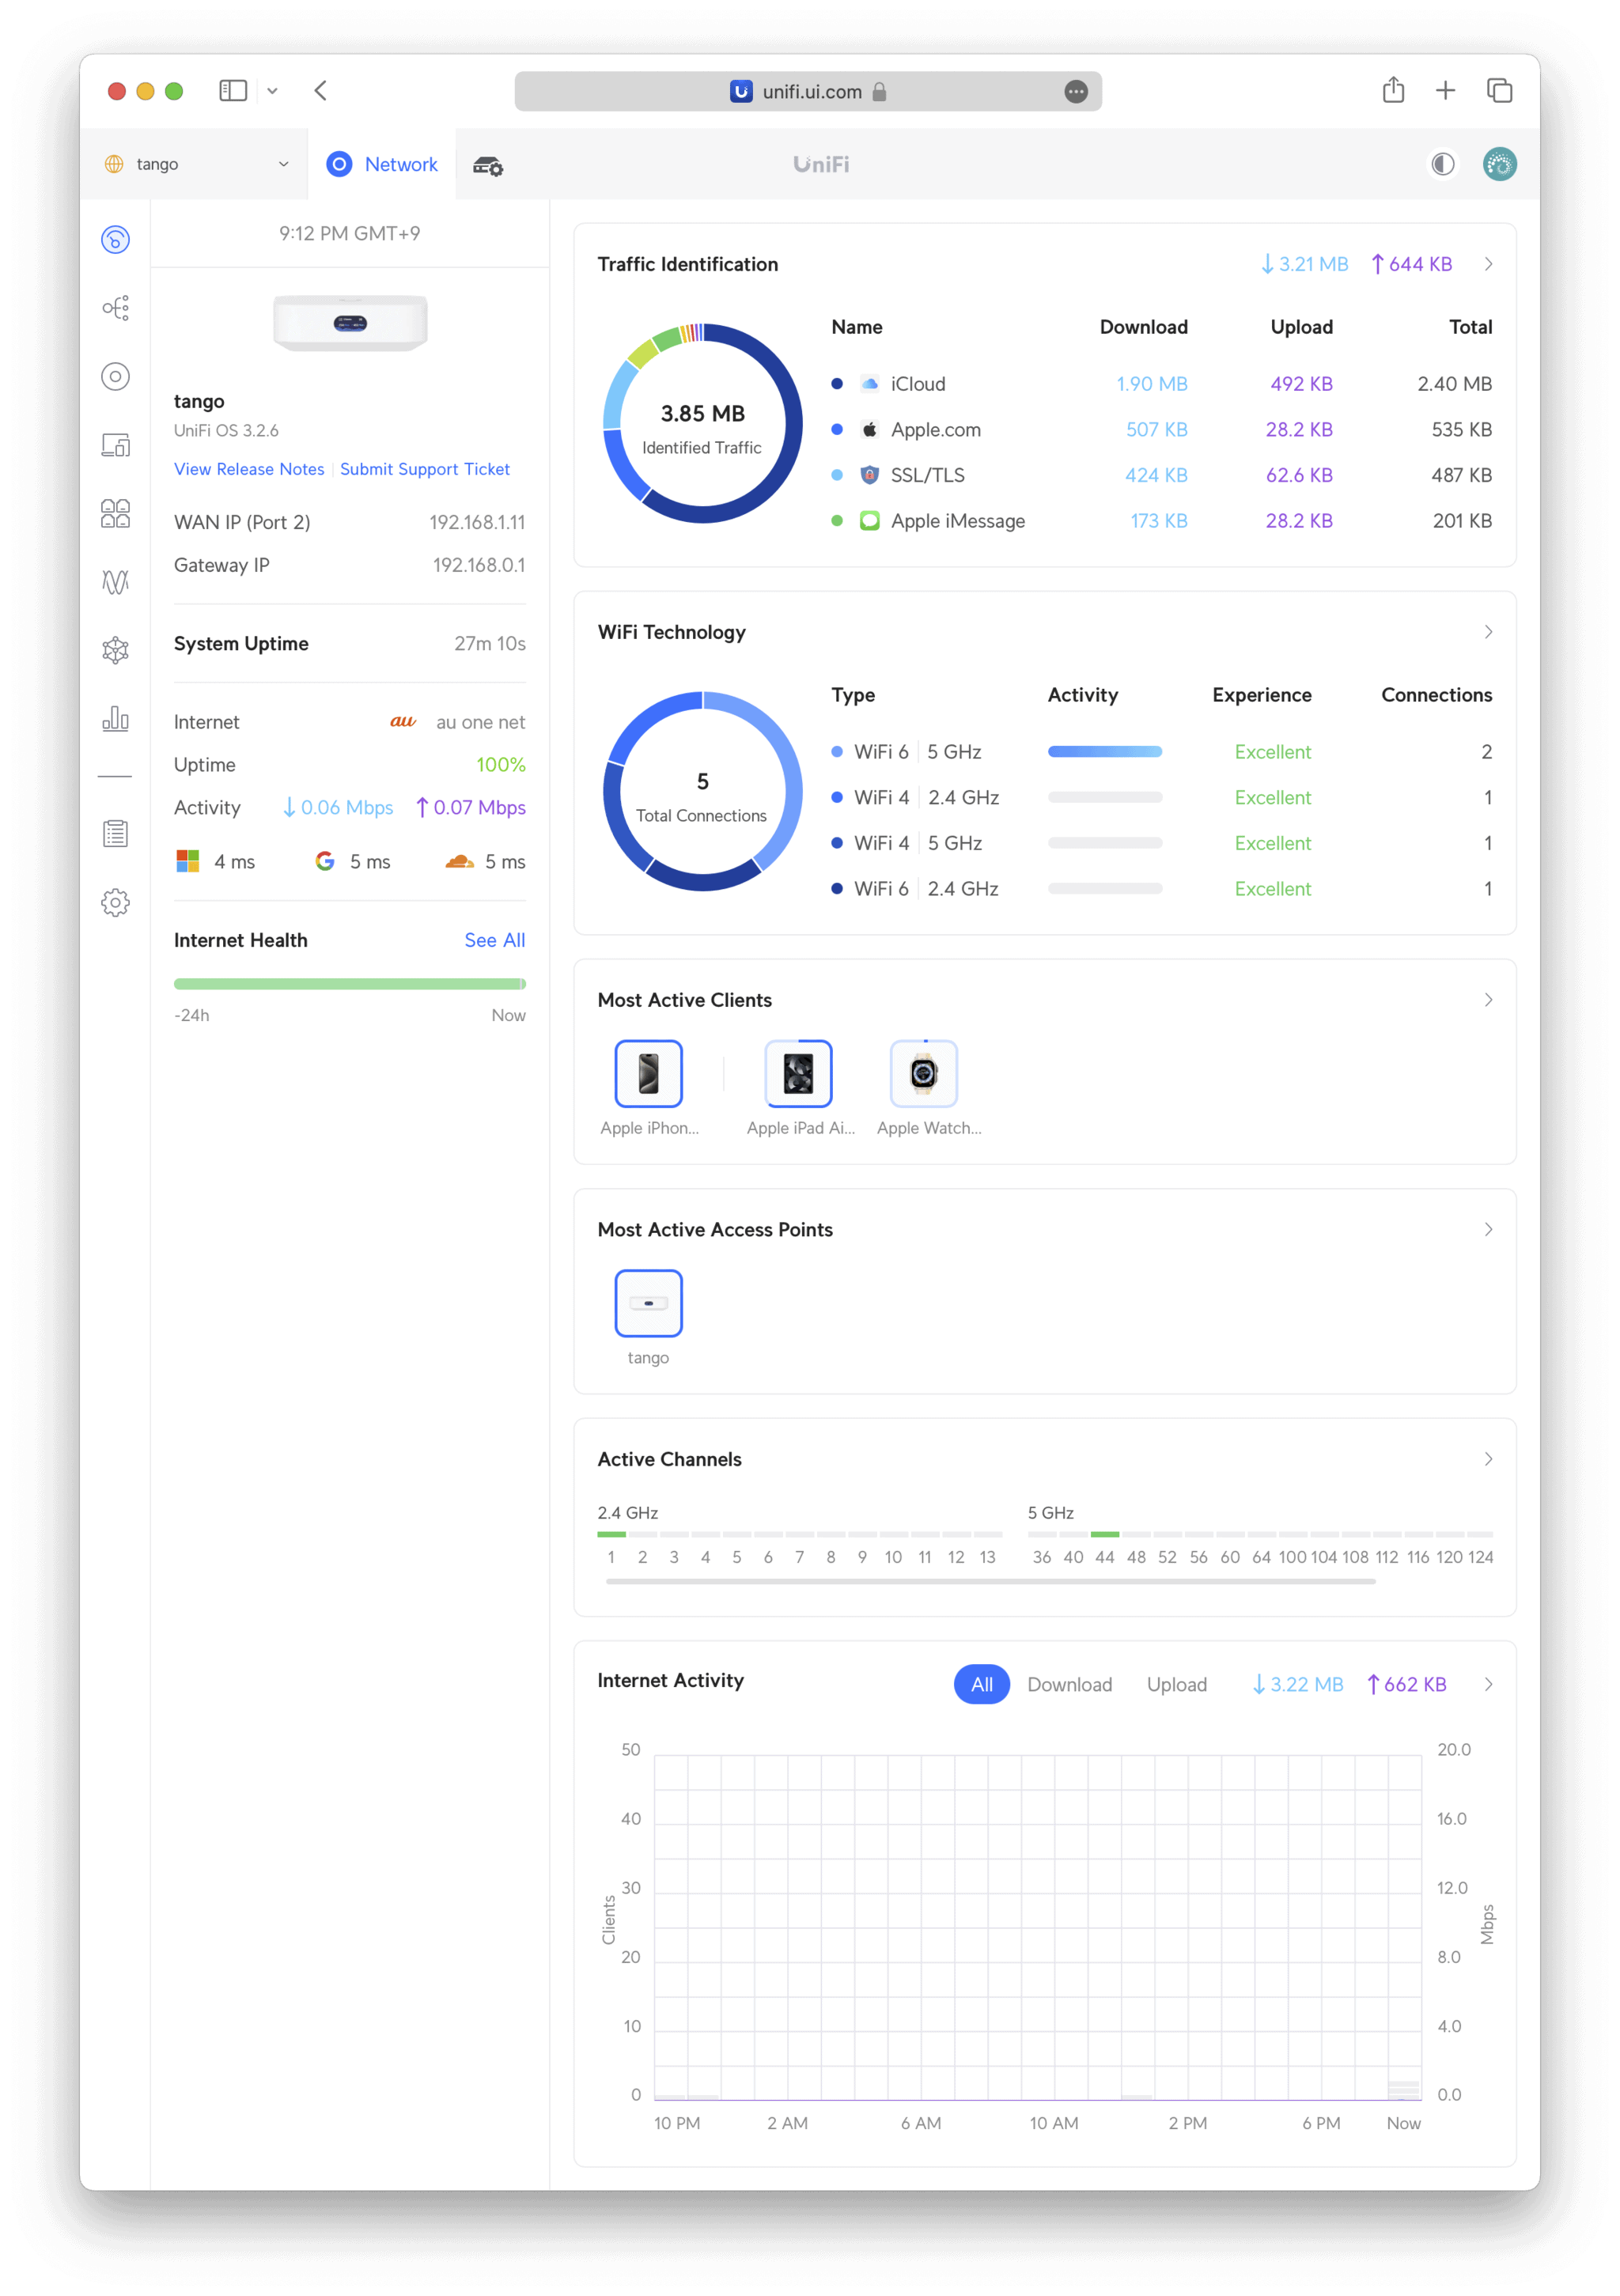 unifi.ui.com
tango
Network
UniFi
9:12 PM GMT+9
tango
UniFi OS 3.2.6
View Release Notes | Submit Support Ticket
WAN IP (Port 2) 192.168.1.11
Gateway IP 192.168.0.1
System Uptime 27m 10s
Internet au au one net
Uptime 100%
Activity ↓ 0.06 Mbps ↑ 0.07 Mbps
4 ms G 5 ms 5 ms
Internet Health See All
-24h Now
Traffic Identification ↓ 3.21 MB ↑ 644 KB
3.85 MB
Identified Traffic
Name Download Upload Total
iCloud 1.90 MB 492 KB 2.40 MB
Apple.com 507 KB 28.2 KB 535 KB
SSL/TLS 424 KB 62.6 KB 487 KB
Apple iMessage 173 KB 28.2 KB 201 KB
WiFi Technology
5
Total Connections
Type Activity Experience Connections
WiFi 6 | 5 GHz Excellent 2
WiFi 4 | 2.4 GHz Excellent 1
WiFi 4 | 5 GHz Excellent 1
WiFi 6 | 2.4 GHz Excellent 1
Most Active Clients
Apple iPhon... Apple iPad Ai... Apple Watch...
Most Active Access Points
tango
Active Channels
2.4 GHz
1 2 3 4 5 6 7 8 9 10 11 12 13
5 GHz
36 40 44 48 52 56 60 64 100 104 108 112 116 120 124
Internet Activity All Download Upload ↓ 3.22 MB ↑ 662 KB
50 20.0
40 16.0
30 12.0
Clients
Mbps
20 8.0
10 4.0
0 0.0
10 PM 2 AM 6 AM 10 AM 2 PM 6 PM Now